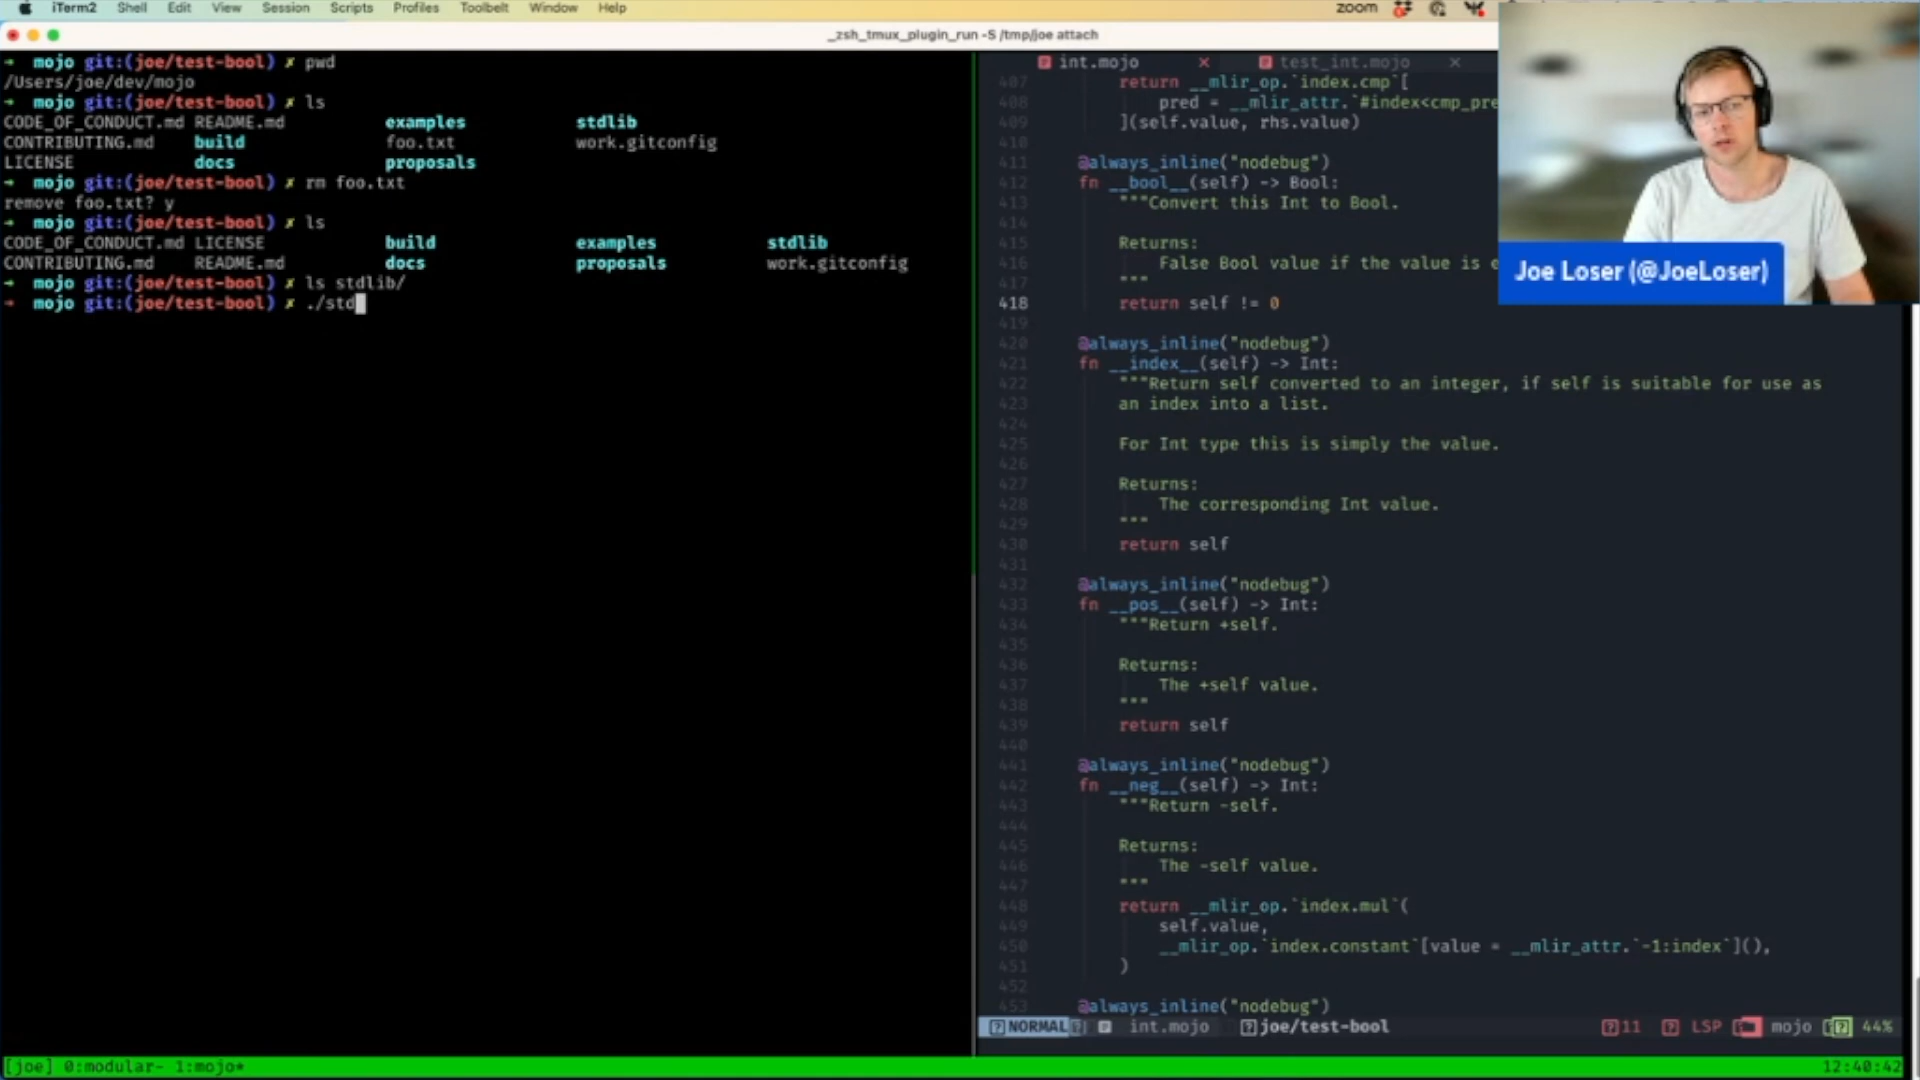 iTerm2 Shell Edit View Session Scripts Profiles Toolbelt Window Help zoom
_zsh_tmux_plugin_run -S /tmp/joe attach
→ mojo git:(joe/test-bool) ✗ pwd
/Users/joe/dev/mojo
→ mojo git:(joe/test-bool) ✗ ls
CODE_OF_CONDUCT.md README.md examples stdlib
CONTRIBUTING.md build foo.txt work.gitconfig
LICENSE docs proposals
→ mojo git:(joe/test-bool) ✗ rm foo.txt
remove foo.txt? y
→ mojo git:(joe/test-bool) ✗ ls
CODE_OF_CONDUCT.md LICENSE build examples stdlib
CONTRIBUTING.md README.md docs proposals work.gitconfig
→ mojo git:(joe/test-bool) ✗ ls stdlib/
→ mojo git:(joe/test-bool) ✗ ./std
int.mojo × test_int.mojo ×
407 return __mlir_op.`index.cmp`[
408 pred = __mlir_attr.`#index<cmp_pre
409 ](self.value, rhs.value)
410
411 @always_inline("nodebug")
412 fn __bool__(self) -> Bool:
413 """Convert this Int to Bool.
414
415 Returns:
416 False Bool value if the value is e
417 """
418 return self != 0
419
420 @always_inline("nodebug")
421 fn __index__(self) -> Int:
422 """Return self converted to an integer, if self is suitable for use as
423 an index into a list.
424
425 For Int type this is simply the value.
426
427 Returns:
428 The corresponding Int value.
429 """
430 return self
431
432 @always_inline("nodebug")
433 fn __pos__(self) -> Int:
434 """Return +self.
435
436 Returns:
437 The +self value.
438 """
439 return self
440
441 @always_inline("nodebug")
442 fn __neg__(self) -> Int:
443 """Return -self.
444
445 Returns:
446 The -self value.
447 """
448 return __mlir_op.`index.mul`(
449 self.value,
450 __mlir_op.`index.constant`[value = __mlir_attr.`-1:index`](),
451 )
452
453 @always_inline("nodebug")
NORMAL int.mojo joe/test-bool 11 LSP mojo 44%
Joe Loser (@JoeLoser)
[joe] 0:modular- 1:mojo* 12:40:42